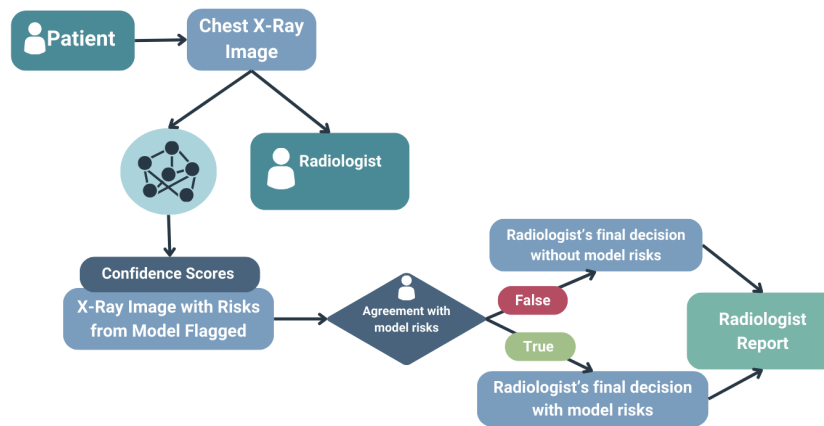 Patient
Chest X-Ray
Image
Radiologist
Confidence Scores
X-Ray Image with Risks
from Model Flagged
Agreement with
model risks
False
True
Radiologist's final decision
without model risks
Radiologist's final decision
with model risks
Radiologist
Report